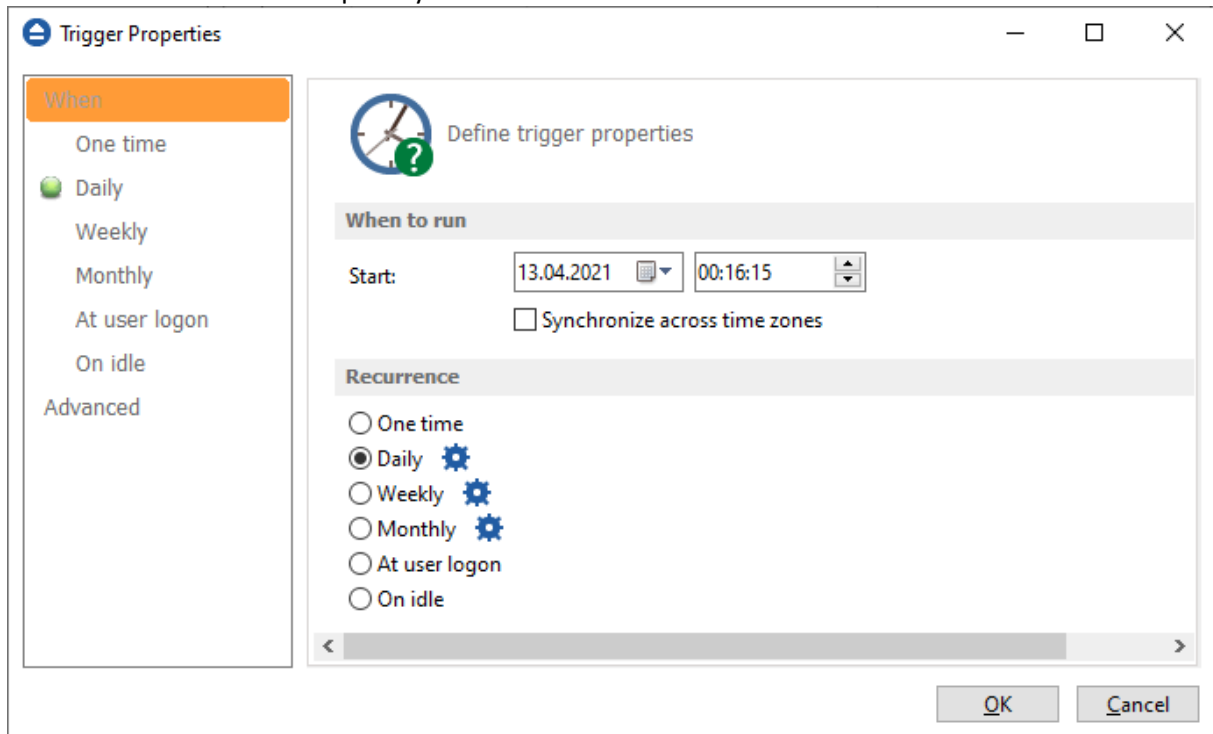 Trigger Properties
When
One time
Daily
Weekly
Monthly
At user logon
On idle
Advanced
Define trigger properties
When to run
Start: 13.04.2021 00:16:15
Synchronize across time zones
Recurrence
One time
Daily
Weekly
Monthly
At user logon
On idle
OK Cancel